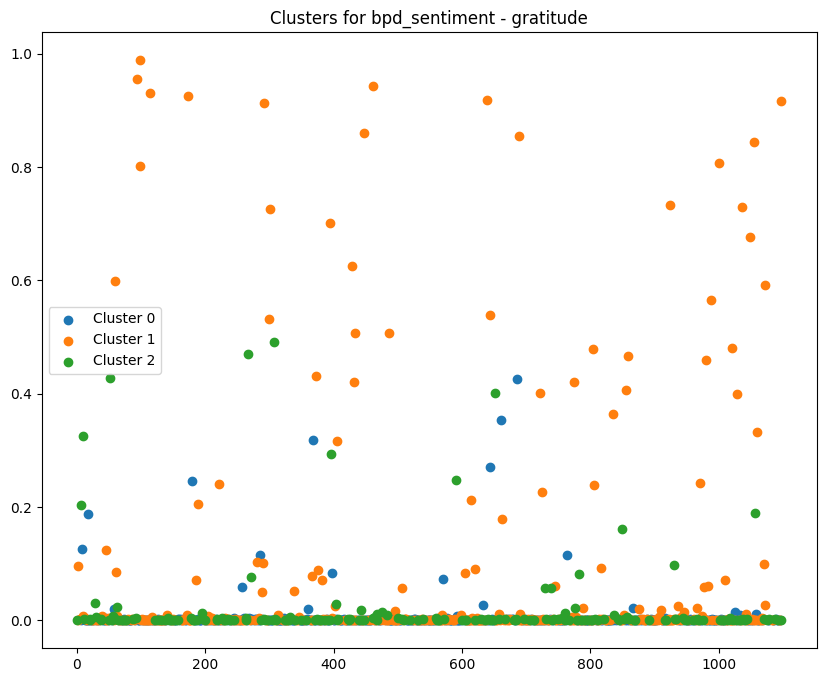 Clusters for bpd_sentiment - gratitude
1.0
0.8
0.6
Cluster 0
Cluster 1
Cluster 2
0.4
0.2
0.0
0 200 400 600 800 1000